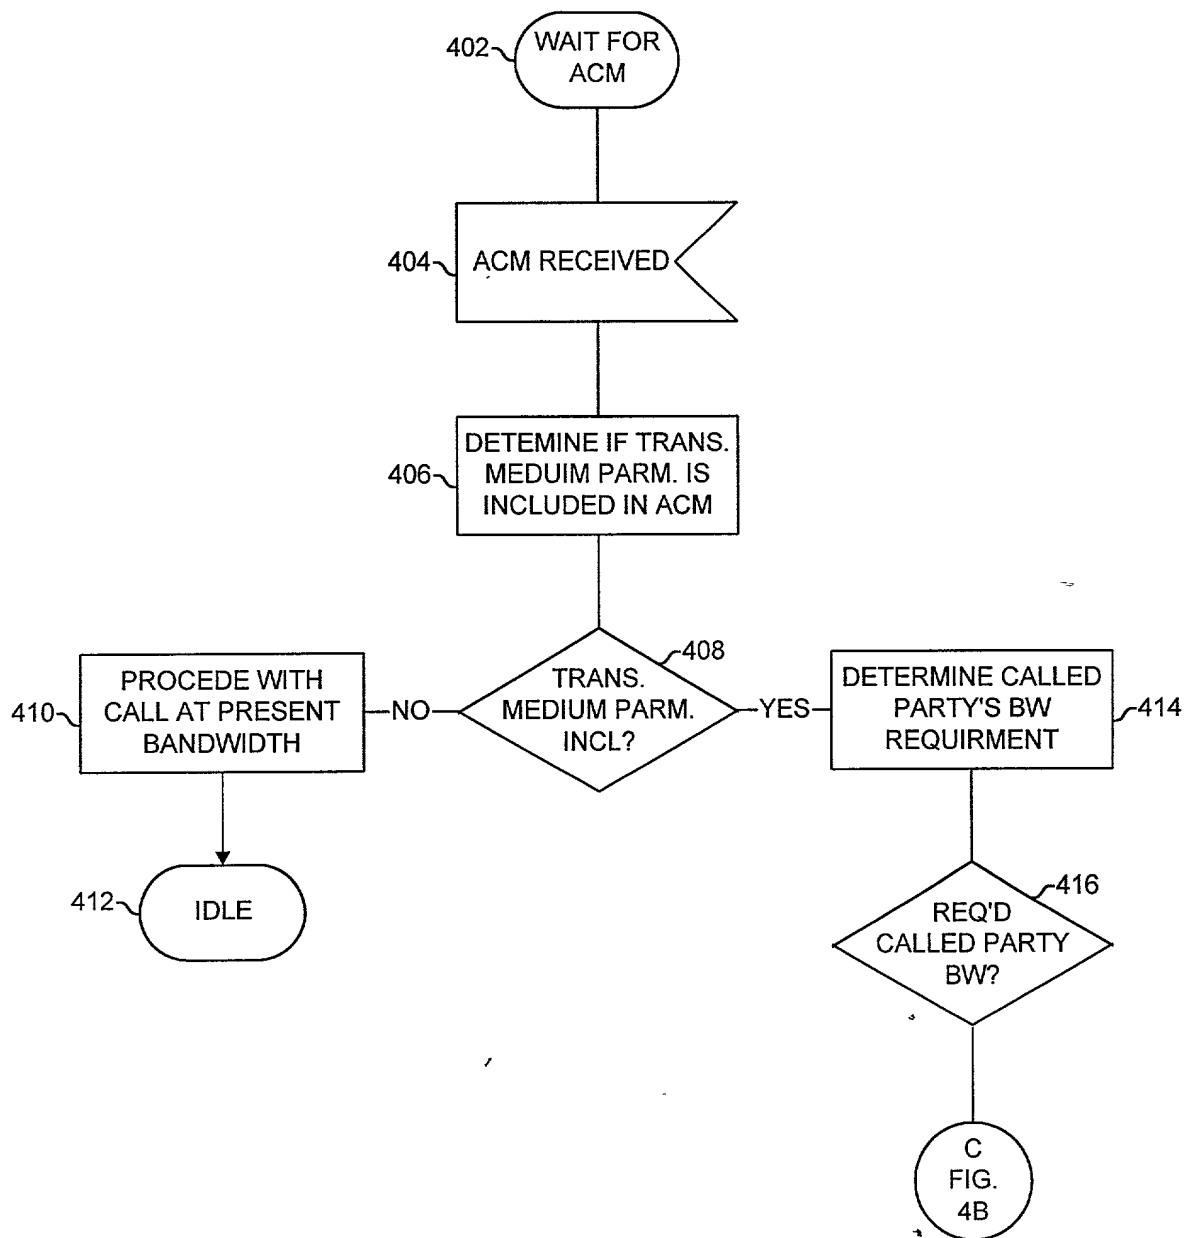 402
WAIT FOR
ACM
404
ACM RECEIVED
406
DETEMINE IF TRANS.
MEDUIM PARM. IS
INCLUDED IN ACM
408
TRANS.
MEDIUM PARM.
INCL?
NO
YES
410
PROCEDE WITH
CALL AT PRESENT
BANDWIDTH
414
DETERMINE CALLED
PARTY'S BW
REQUIRMENT
412
IDLE
416
REQ'D
CALLED PARTY
BW?
C
FIG.
4B